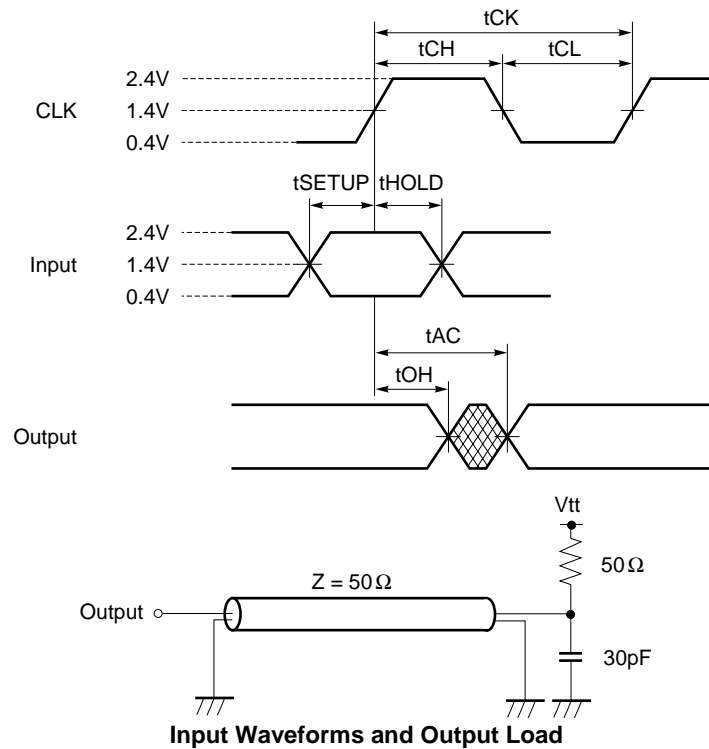 tCK
tCH tCL
2.4V
CLK 1.4V
0.4V
tSETUP tHOLD
2.4V
Input 1.4V
0.4V
tAC
tOH
Output
Vtt
50Ω
Z = 50Ω
Output
30pF
Input Waveforms and Output Load